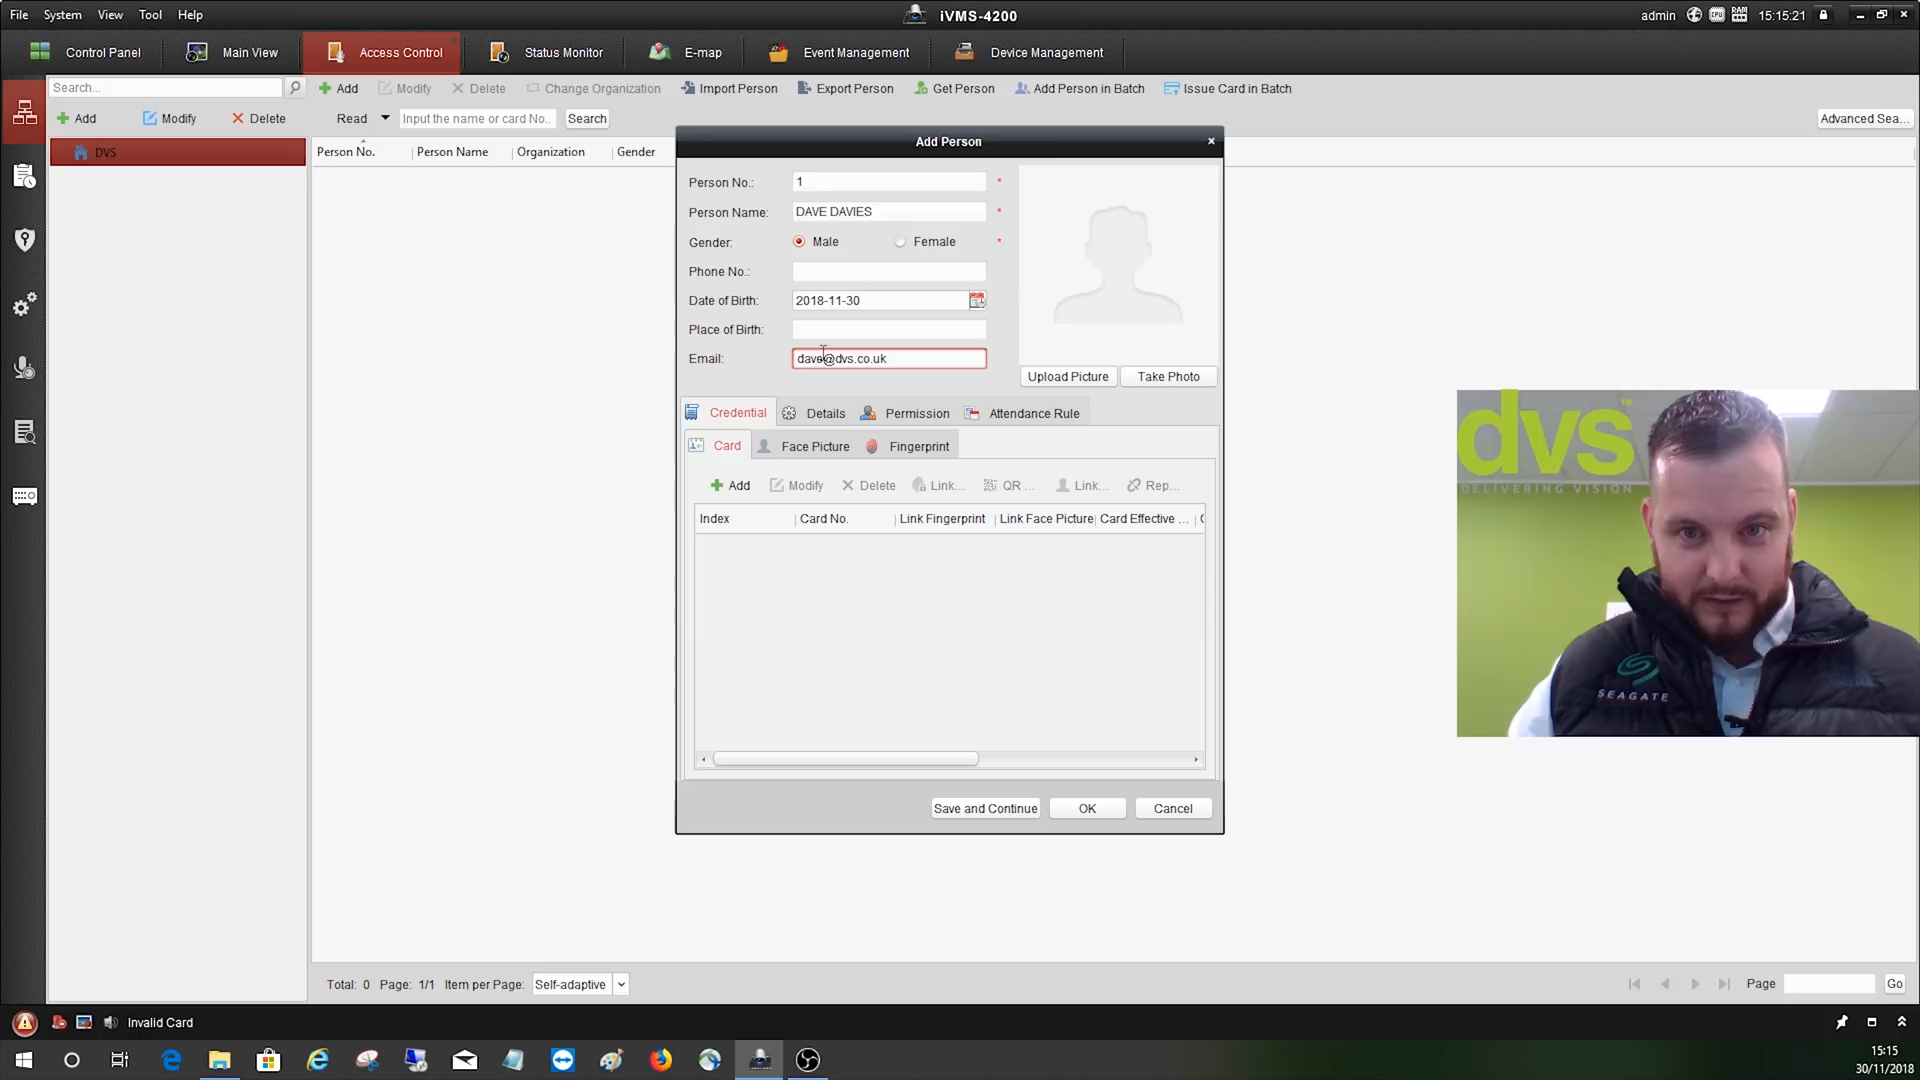 File System View Tool Help
iVMS-4200
admin 15:15:21
Control Panel Main View Access Control Status Monitor E-map Event Management Device Management
Search...
Add Modify Delete Change Organization Import Person Export Person Get Person Add Person in Batch Issue Card in Batch
Add Modify Delete
Read Input the name or card No.. Search
Advanced Sea...
DVS
Person No. Person Name Organization Gender
Add Person
Person No.: 1 *
Person Name: DAVE DAVIES *
Gender: Male Female *
Phone No.:
Date of Birth: 2018-11-30
Place of Birth:
Email: dave@dvs.co.uk
Upload Picture Take Photo
Credential Details Permission Attendance Rule
Card Face Picture Fingerprint
Add Modify Delete Link... QR ... Link... Rep...
Index Card No. Link Fingerprint Link Face Picture Card Effective ... C
Save and Continue OK Cancel
dvs™
DELIVERING VISION
SEAGATE
Total: 0 Page: 1/1 Item per Page: Self-adaptive
Page Go
Invalid Card
15:15
30/11/2018